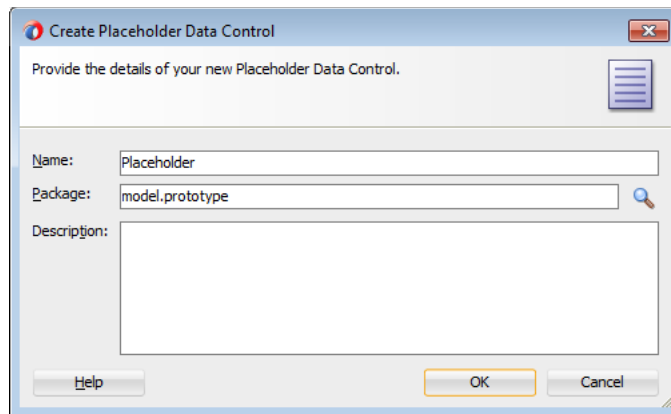 Create Placeholder Data Control
Provide the details of your new Placeholder Data Control.
Name: Placeholder
Package: model.prototype
Description:
Help OK Cancel